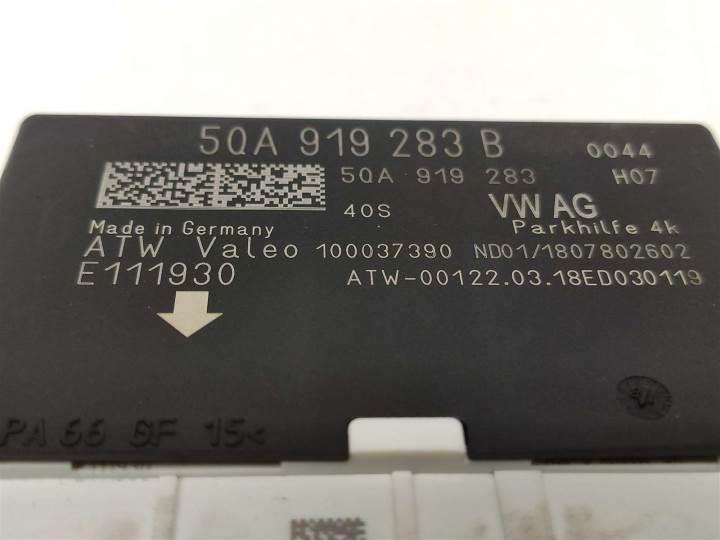 5QA 919 283 B 0044
5QA 919 283 H07
40S VW AG
Made in Germany Parkhilfe 4k
ATW Valeo 100037390 ND01/1807802602
E111930 ATW-00122.03.18ED030119
PA 66 GF 15<